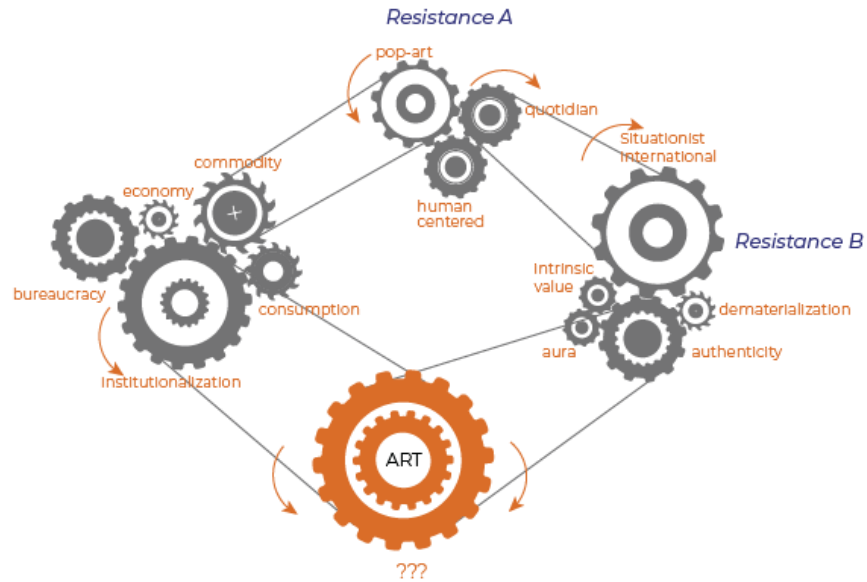 Resistance A
pop-art
quotidian
Situationist
international
commodity
economy
human
centered
Resistance B
bureaucracy
consumption
intrinsic
value
dematerialization
aura
authenticity
institutionalization
ART
???